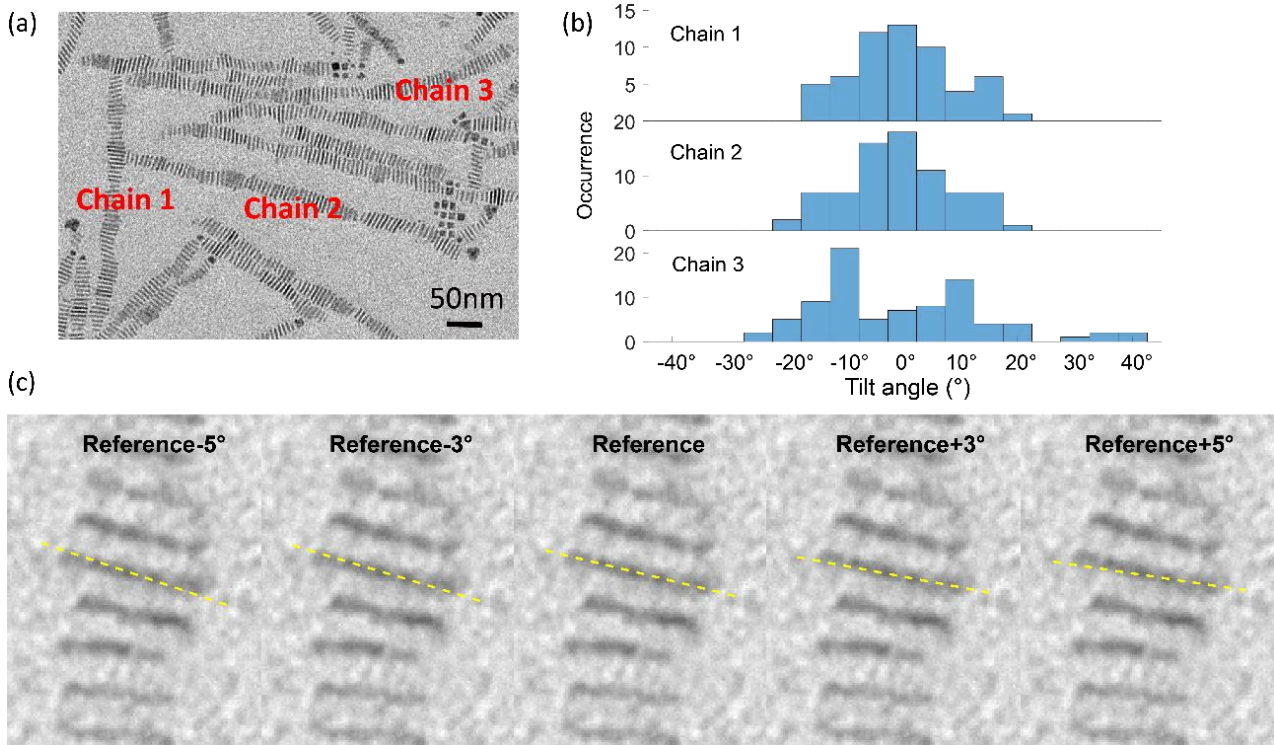 (a)
Chain 3
Chain 1
Chain 2
50nm
(b)
15
Chain 1
10
5
20
Chain 2
10
0
Occurrence
20
Chain 3
10
0
-40° -30° -20° -10° 0° 10° 20° 30° 40°
Tilt angle (°)
(c)
Reference-5° Reference-3° Reference Reference+3° Reference+5°